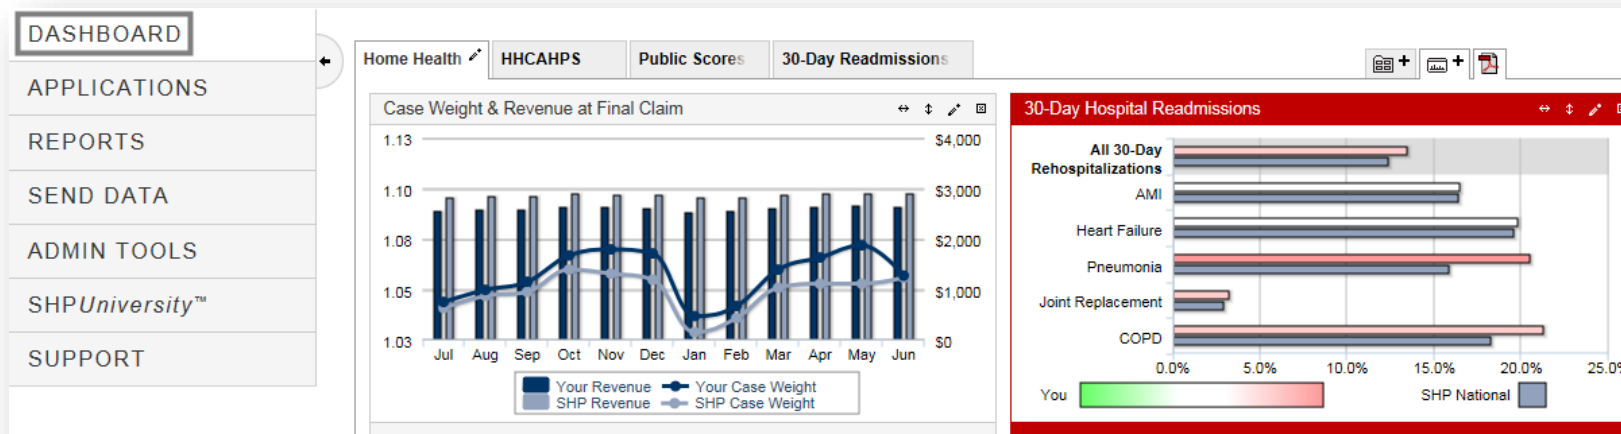 DASHBOARD
APPLICATIONS
REPORTS
SEND DATA
ADMIN TOOLS
SHPUniversity™
SUPPORT
Home Health
HHCAHPS
Public Scores
30-Day Readmissions
Case Weight & Revenue at Final Claim
1.13
1.10
1.08
1.05
1.03
$4,000
$3,000
$2,000
$1,000
$0
Jul Aug Sep Oct Nov Dec Jan Feb Mar Apr May Jun
Your Revenue Your Case Weight
SHP Revenue SHP Case Weight
30-Day Hospital Readmissions
All 30-Day
Rehospitalizations
AMI
Heart Failure
Pneumonia
Joint Replacement
COPD
0.0% 5.0% 10.0% 15.0% 20.0% 25.0%
You SHP National